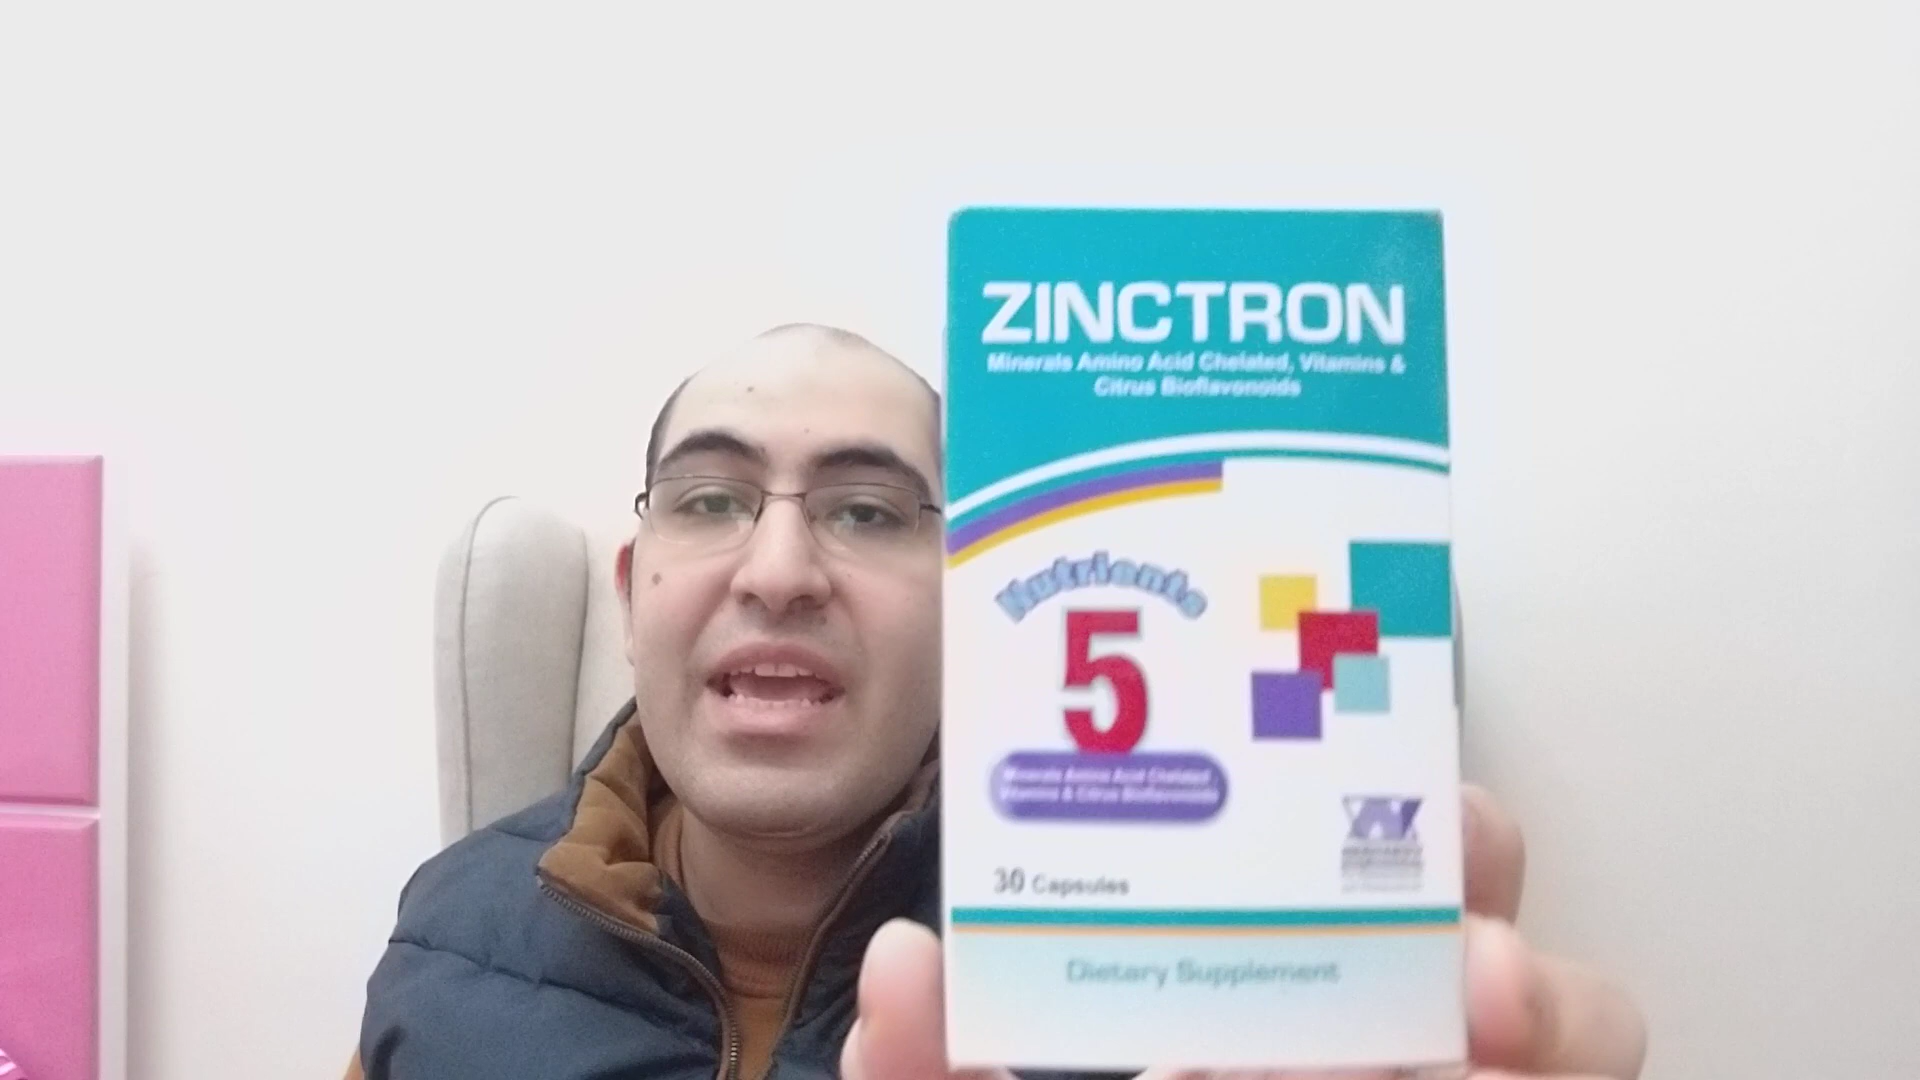 ZINCTRON
Minerals Amino Acid Chelated, Vitamins &
Citrus Bioflavonoids
Nutrients
5
Minerals Amino Acid Chelated,
Vitamins & Citrus Bioflavonoids
30 Capsules
Dietary Supplement